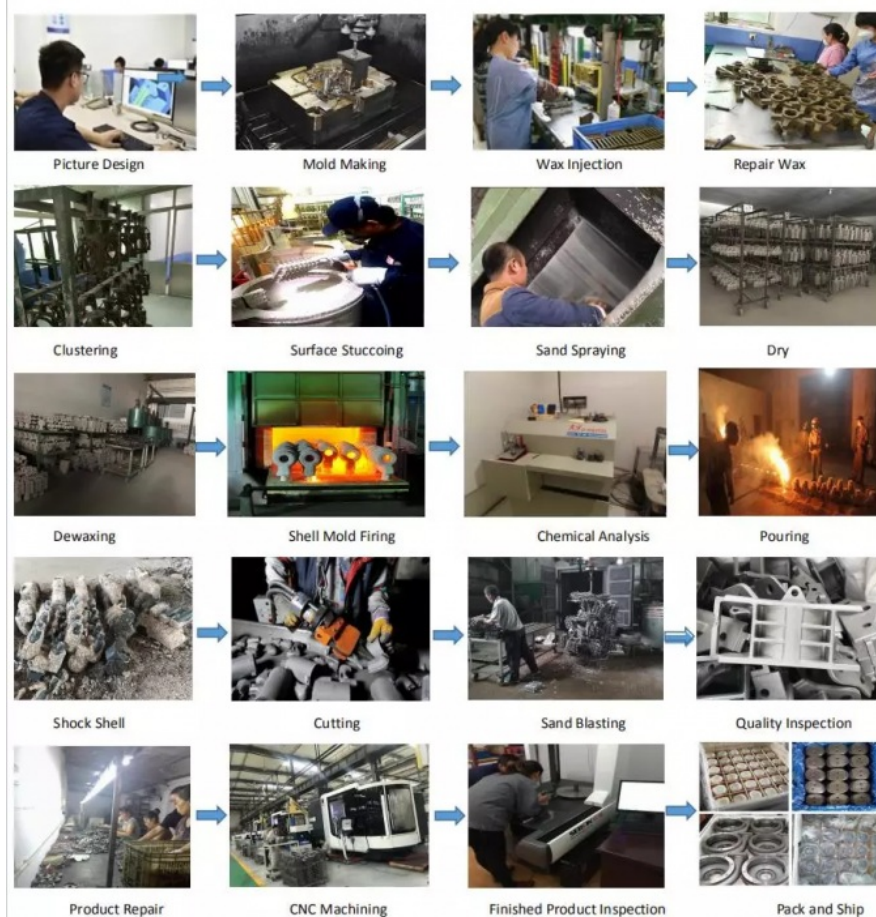 Picture Design
Mold Making
Wax Injection
Repair Wax
Clustering
Surface Stuccoing
Sand Spraying
Dry
Dewaxing
Shell Mold Firing
Chemical Analysis
Pouring
Shock Shell
Cutting
Sand Blasting
Quality Inspection
Product Repair
CNC Machining
Finished Product Inspection
Pack and Ship